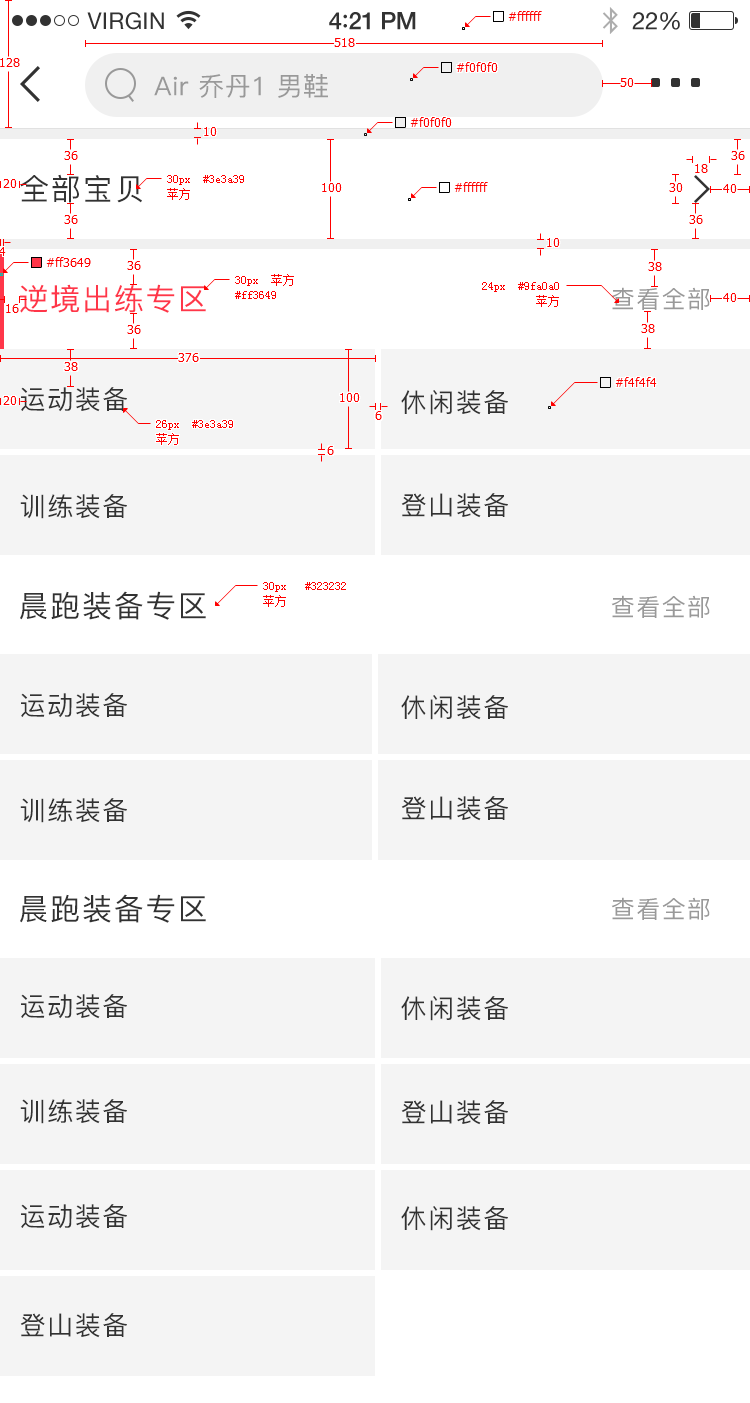 VIRGIN 4:21 PM #ffffff 22%
518
128
Air 乔丹1 男鞋 #f0f0f0 50
10 #f0f0f0
36 36
20 全部宝贝 30px #3e3a39 100 #ffffff 18 30 40
苹方
36 36
10
4 #ff3649 36 38
逆境出练专区 30px 苹方 24px #9fa0a0 查看全部 40
16 #ff3649 苹方
36 38
376
38
20 运动装备 100 6 休闲装备 #f4f4f4
26px #3e3a39
苹方
6
训练装备 登山装备
晨跑装备专区 30px #323232 查看全部
苹方
运动装备 休闲装备
训练装备 登山装备
晨跑装备专区 查看全部
运动装备 休闲装备
训练装备 登山装备
运动装备 休闲装备
登山装备